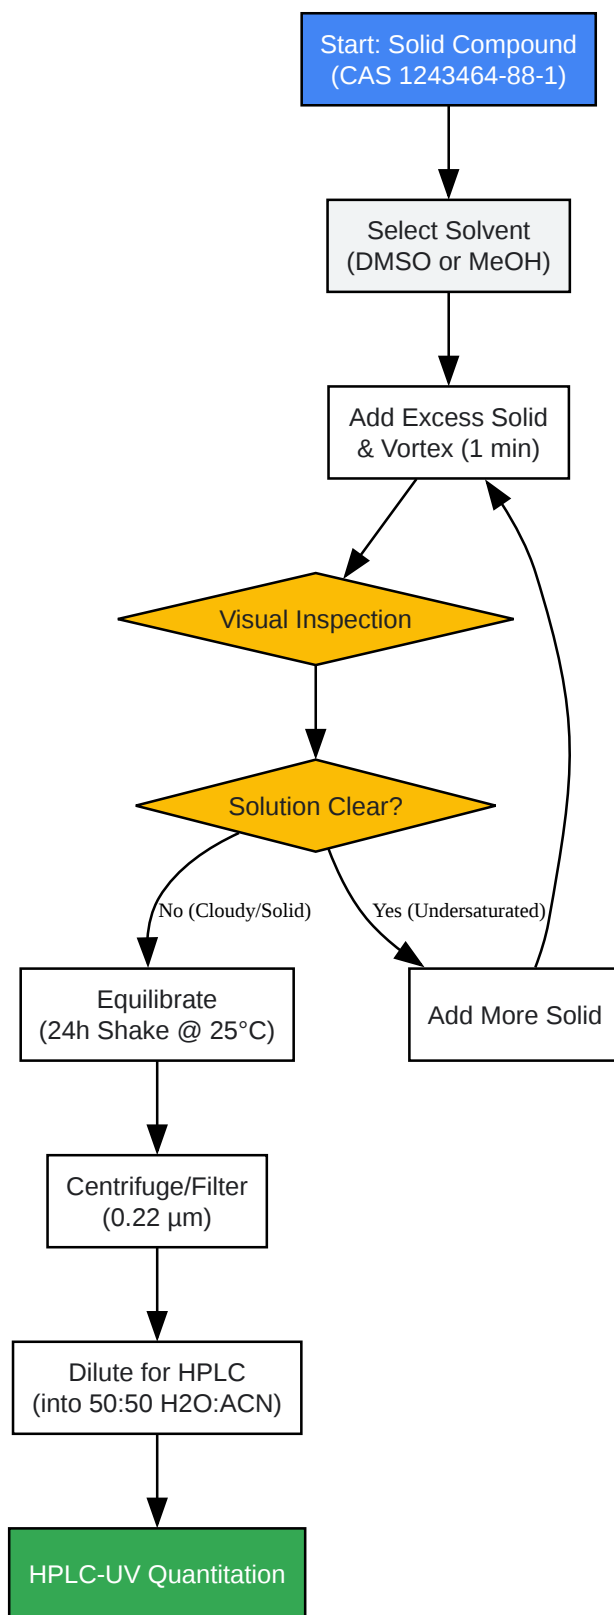 Start: Solid Compound
(CAS 1243464-88-1)
Select Solvent
(DMSO or MeOH)
Add Excess Solid
& Vortex (1 min)
Visual Inspection
Solution Clear?
No (Cloudy/Solid)
Yes (Undersaturated)
Equilibrate
(24h Shake @ 25°C)
Add More Solid
Centrifuge/Filter
(0.22 µm)
Dilute for HPLC
(into 50:50 H2O:ACN)
HPLC-UV Quantitation